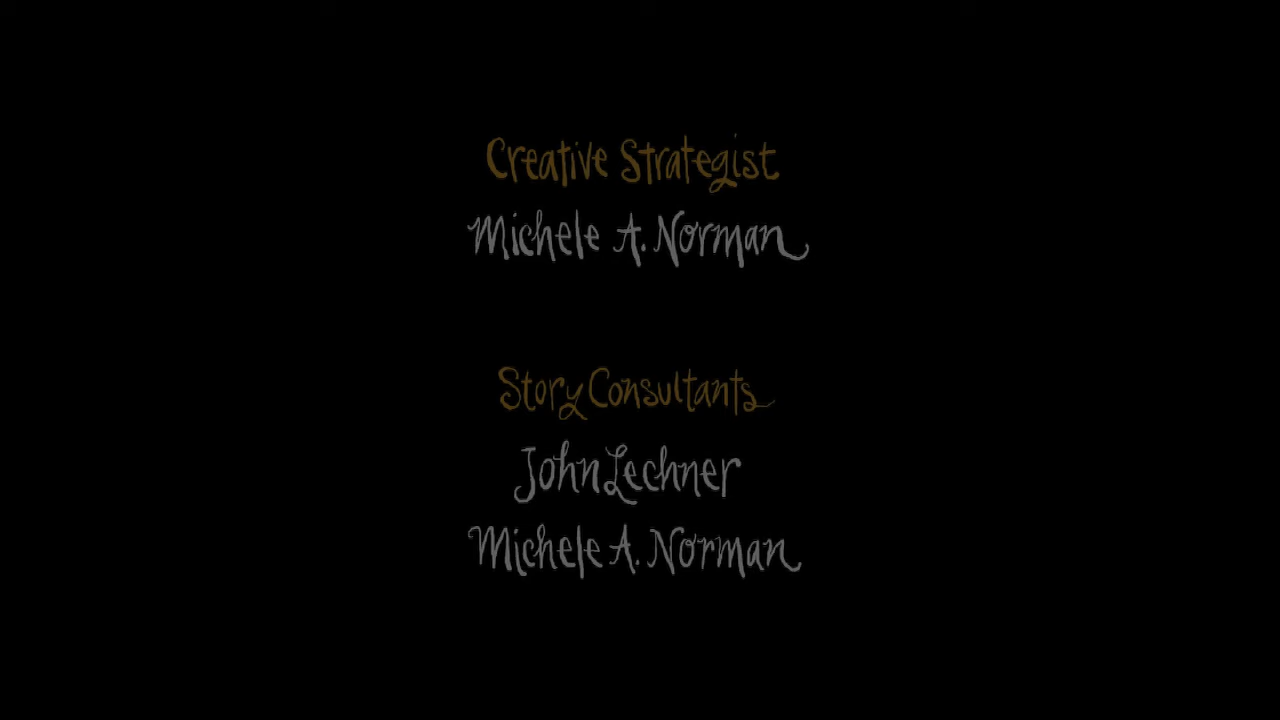 Creative Strategist
Michele A. Norman
Story Consultants
John Lechner
Michele A. Norman